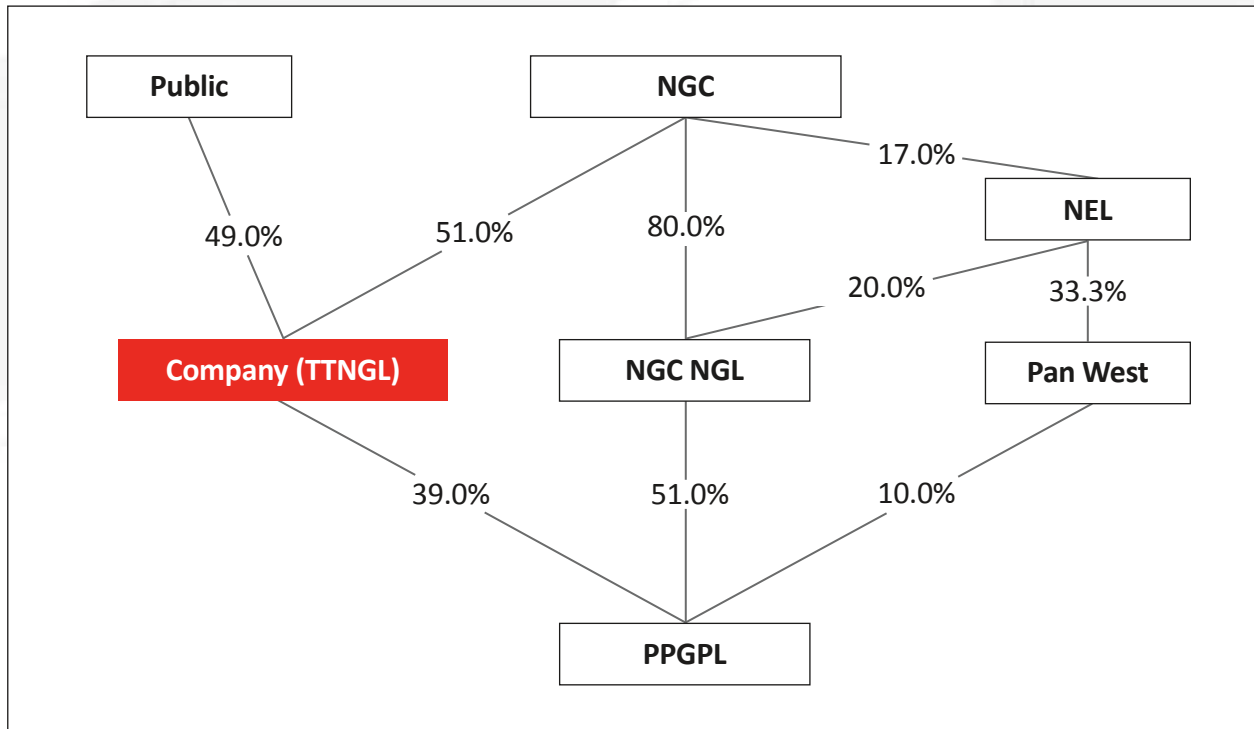 Public
NGC
17.0%
NEL
49.0%
51.0%
80.0%
20.0%
33.3%
Company (TTNGL)
NGC NGL
Pan West
39.0%
51.0%
10.0%
PPGPL